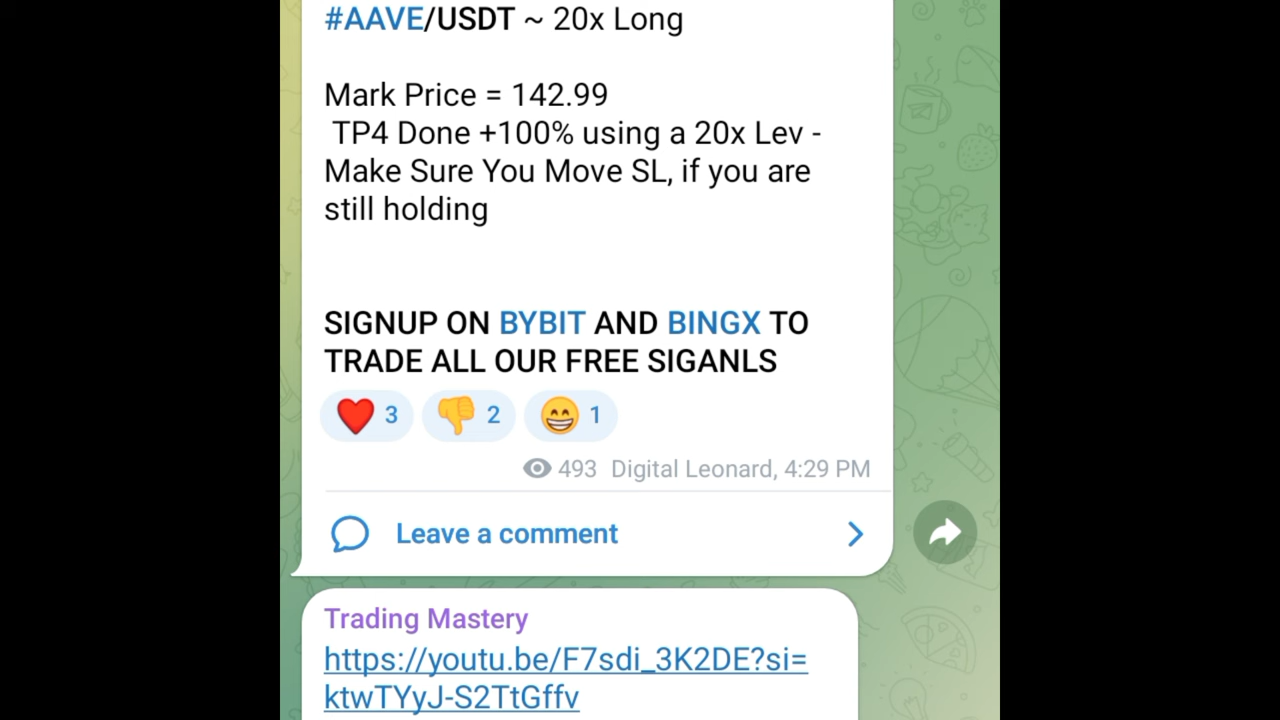 #AAVE/USDT ~ 20x Long
Mark Price = 142.99
TP4 Done +100% using a 20x Lev -
Make Sure You Move SL, if you are
still holding
SIGNUP ON BYBIT AND BINGX TO
TRADE ALL OUR FREE SIGANLS
❤️ 3 👎 2 😁 1
493 Digital Leonard, 4:29 PM
Leave a comment
Trading Mastery
https://youtu.be/F7sdi_3K2DE?si=
ktwTYyJ-S2TtGffv